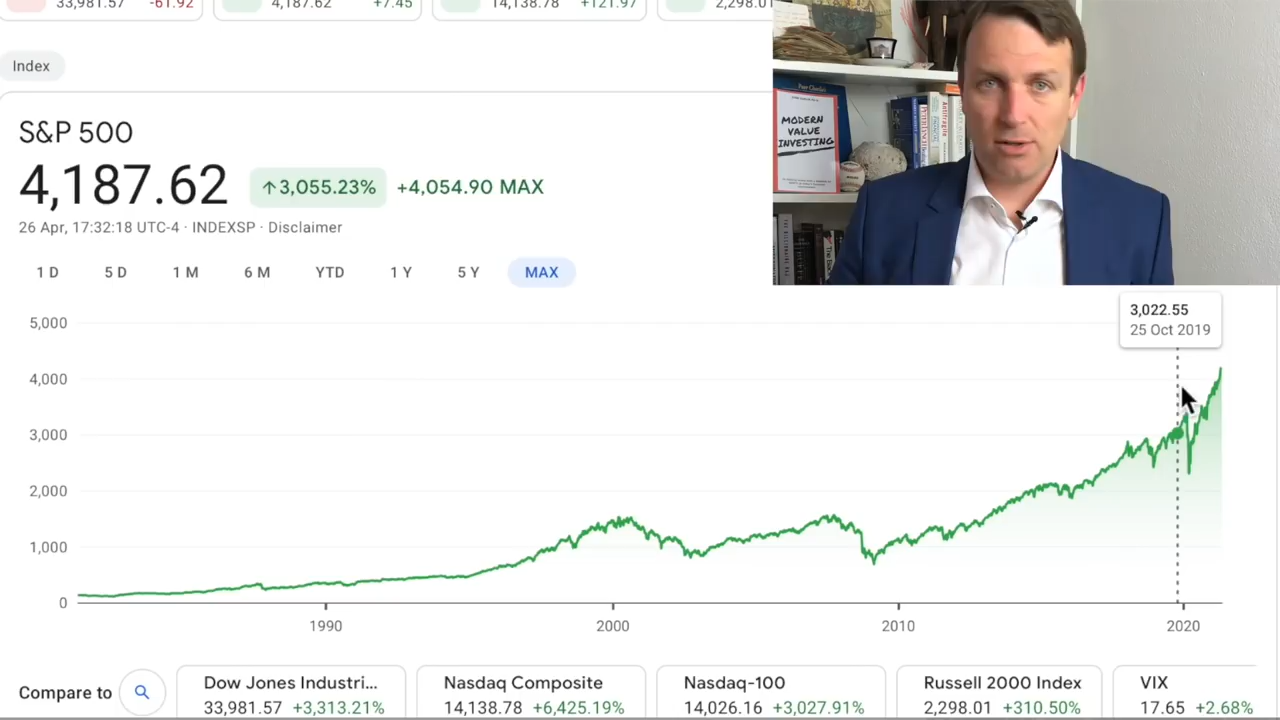 33,981.57 -61.92 4,187.62 +7.45 14,138.78 +121.97 2,298.01
Index
S&P 500
4,187.62 ↑3,055.23% +4,054.90 MAX
26 Apr, 17:32:18 UTC-4 · INDEXSP · Disclaimer
1 D 5 D 1 M 6 M YTD 1 Y 5 Y MAX
MODERN
VALUE
INVESTING
Antifragile
3,022.55
25 Oct 2019
5,000
4,000
3,000
2,000
1,000
0
1990 2000 2010 2020
Compare to
Dow Jones Industri...
33,981.57 +3,313.21%
Nasdaq Composite
14,138.78 +6,425.19%
Nasdaq-100
14,026.16 +3,027.91%
Russell 2000 Index
2,298.01 +310.50%
VIX
17.65 +2.68%